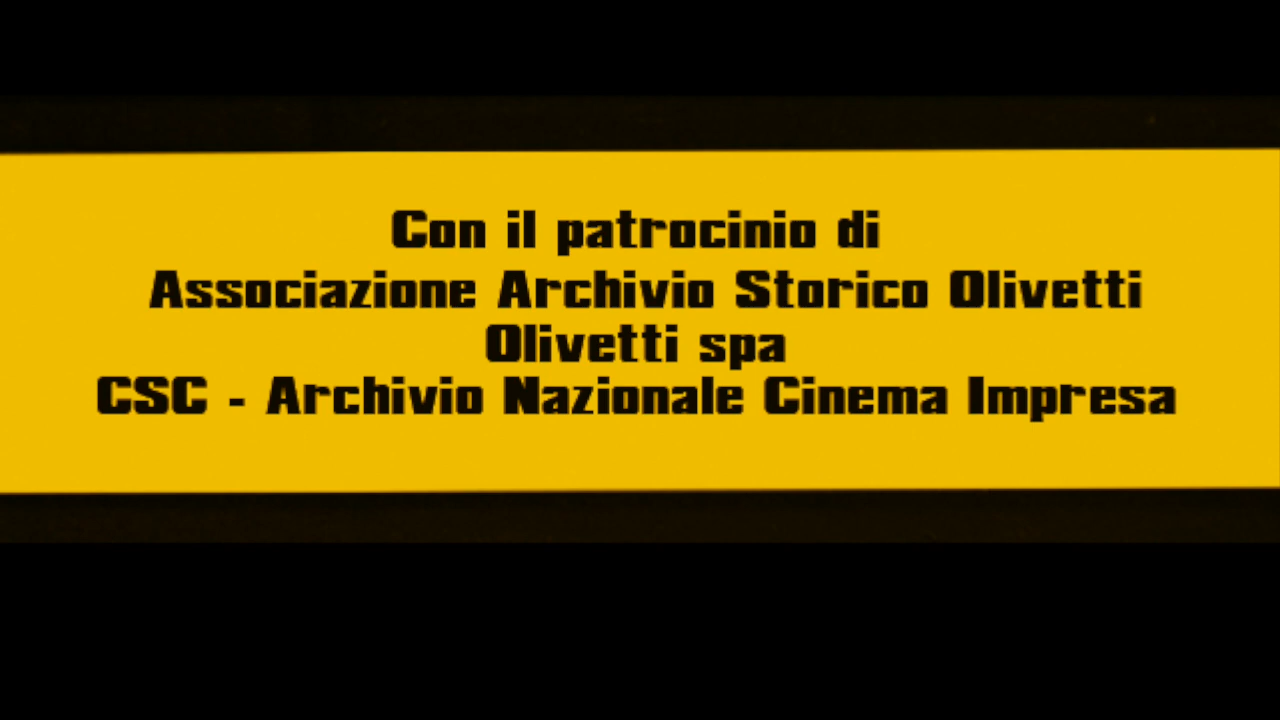 Con il patrocinio di
Associazione Archivio Storico Olivetti
Olivetti spa
CSC - Archivio Nazionale Cinema Impresa